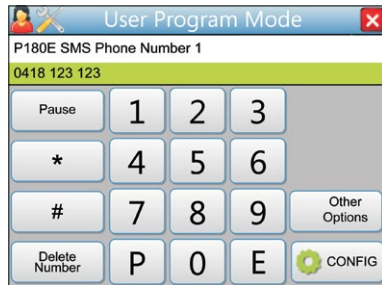 User Program Mode
P180E SMS Phone Number 1
0418 123 123
Pause 1 2 3
* 4 5 6
# 7 8 9 Other Options
Delete Number P 0 E CONFIG